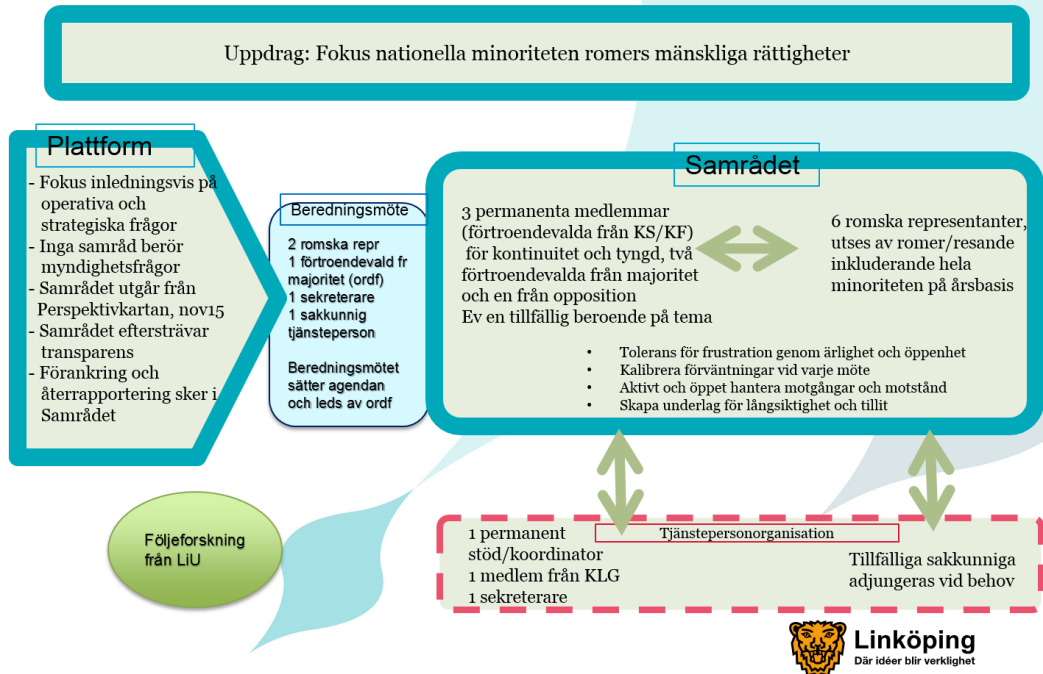 Uppdrag: Fokus nationella minoriteten romers mänskliga rättigheter
Plattform
- Fokus inledningsvis på
operativa och
strategiska frågor
- Inga samråd berör
myndighetsfrågor
- Samrådet utgår från
Perspektivkartan, nov15
- Samrådet eftersträvar
transparens
- Förankring och
återrapportering sker i
Samrådet
Beredningsmöte
2 romska repr
1 förtroendevald fr
majoritet (ordf)
1 sekreterare
1 sakkunnig
tjänsteperson
Beredningsmötet
sätter agendan
och leds av ordf
Samrådet
3 permanenta medlemmar
(förtroendevalda från KS/KF)
för kontinuitet och tyngd, två
förtroendevalda från majoritet
och en från opposition
Ev en tillfällig beroende på tema
6 romska representanter,
utses av romer/resande
inkluderande hela
minoriteten på årsbasis
• Tolerans för frustration genom ärlighet och öppenhet
• Kalibrera förväntningar vid varje möte
• Aktivt och öppet hantera motgångar och motstånd
• Skapa underlag för långsiktighet och tillit
Följeforskning
från LiU
Tjänstepersonorganisation
1 permanent
stöd/koordinator
1 medlem från KLG
1 sekreterare
Tillfälliga sakkunniga
adjungeras vid behov
Linköping
Där idéer blir verklighet